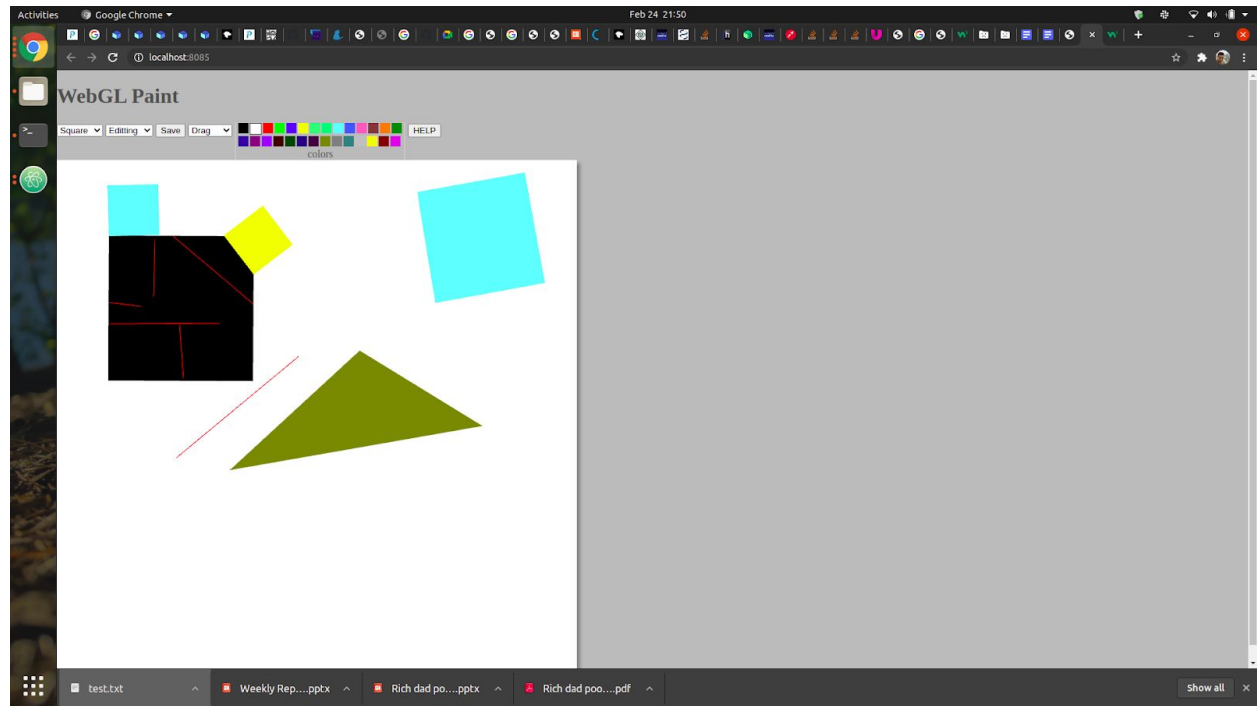 Activities Google Chrome Feb 24 21:50
localhost:8085
WebGL Paint
Square Editting Save Drag HELP
colors
test.txt Weekly Rep....pptx Rich dad po....pptx Rich dad poo....pdf Show all